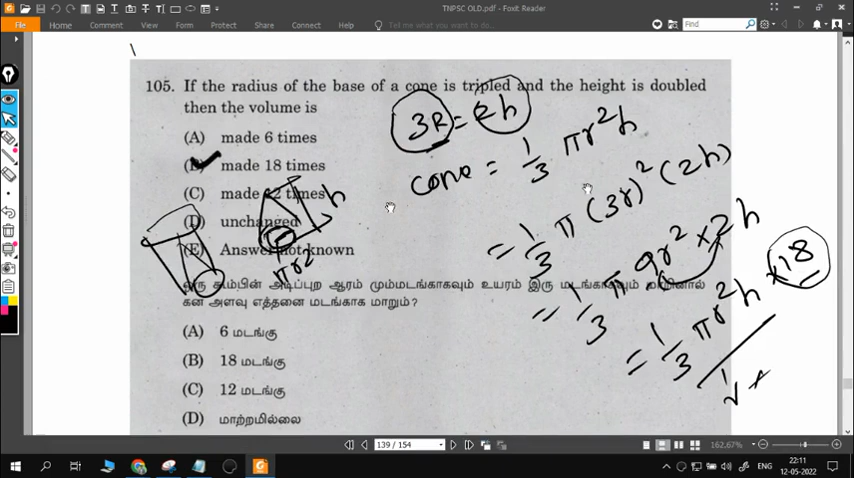 TNPSC OLD.pdf - Foxit Reader
File Home Comment View Form Protect Share Help Tell me what you want to do... Find
105. If the radius of the base of a cone is tripled and the height is doubled
then the volume is
(A) made 6 times
made 18 times
(C) made 12 times
(D) unchanged
(E) Answer not known
3R = 2h
cone = 1/3 πr²h
= 1/3 π (3r)² (2h)
= 1/3 π 9r² × 2h
= 1/3 πr²h × 18
h
πr²
ஒரு கூம்பின் அடிப்புற ஆரம் மும்மடங்காகவும் உயரம் இரு மடங்காகவும் மாறினால்
கன அளவு எத்தனை மடங்காக மாறும்?
(A) 6 மடங்கு
(B) 18 மடங்கு
(C) 12 மடங்கு
(D) மாற்றமில்லை
139 / 154
162.67%
ENG
22:11
12-05-2022